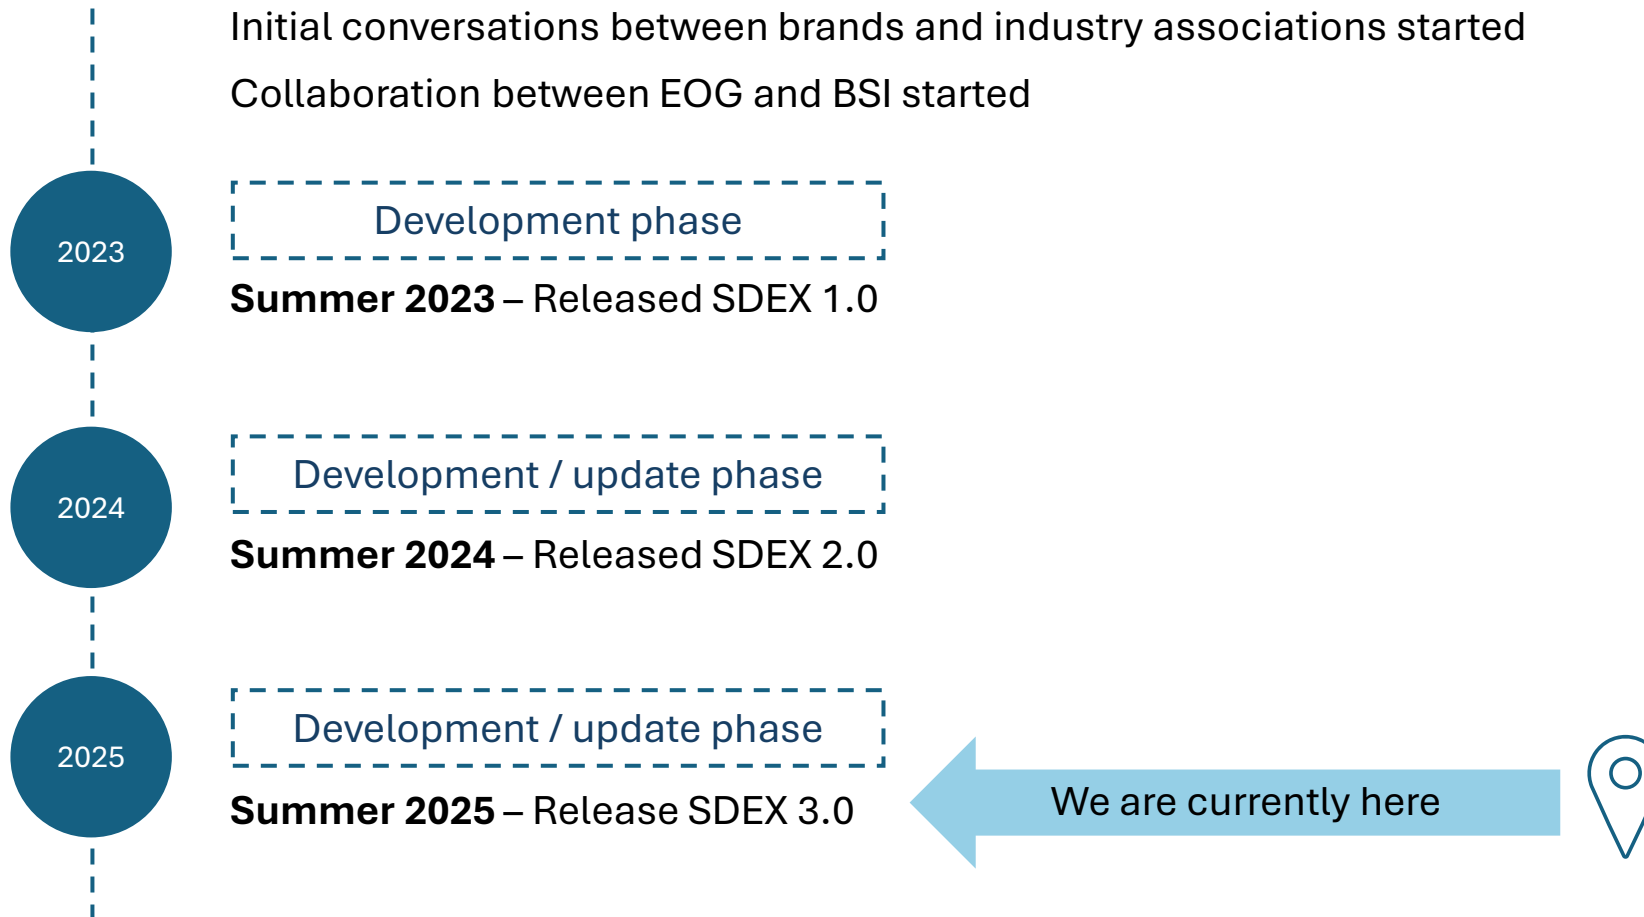 Initial conversations between brands and industry associations started
Collaboration between EOG and BSI started
2023
Development phase
Summer 2023 – Released SDEX 1.0
2024
Development / update phase
Summer 2024 – Released SDEX 2.0
2025
Development / update phase
Summer 2025 – Release SDEX 3.0
We are currently here